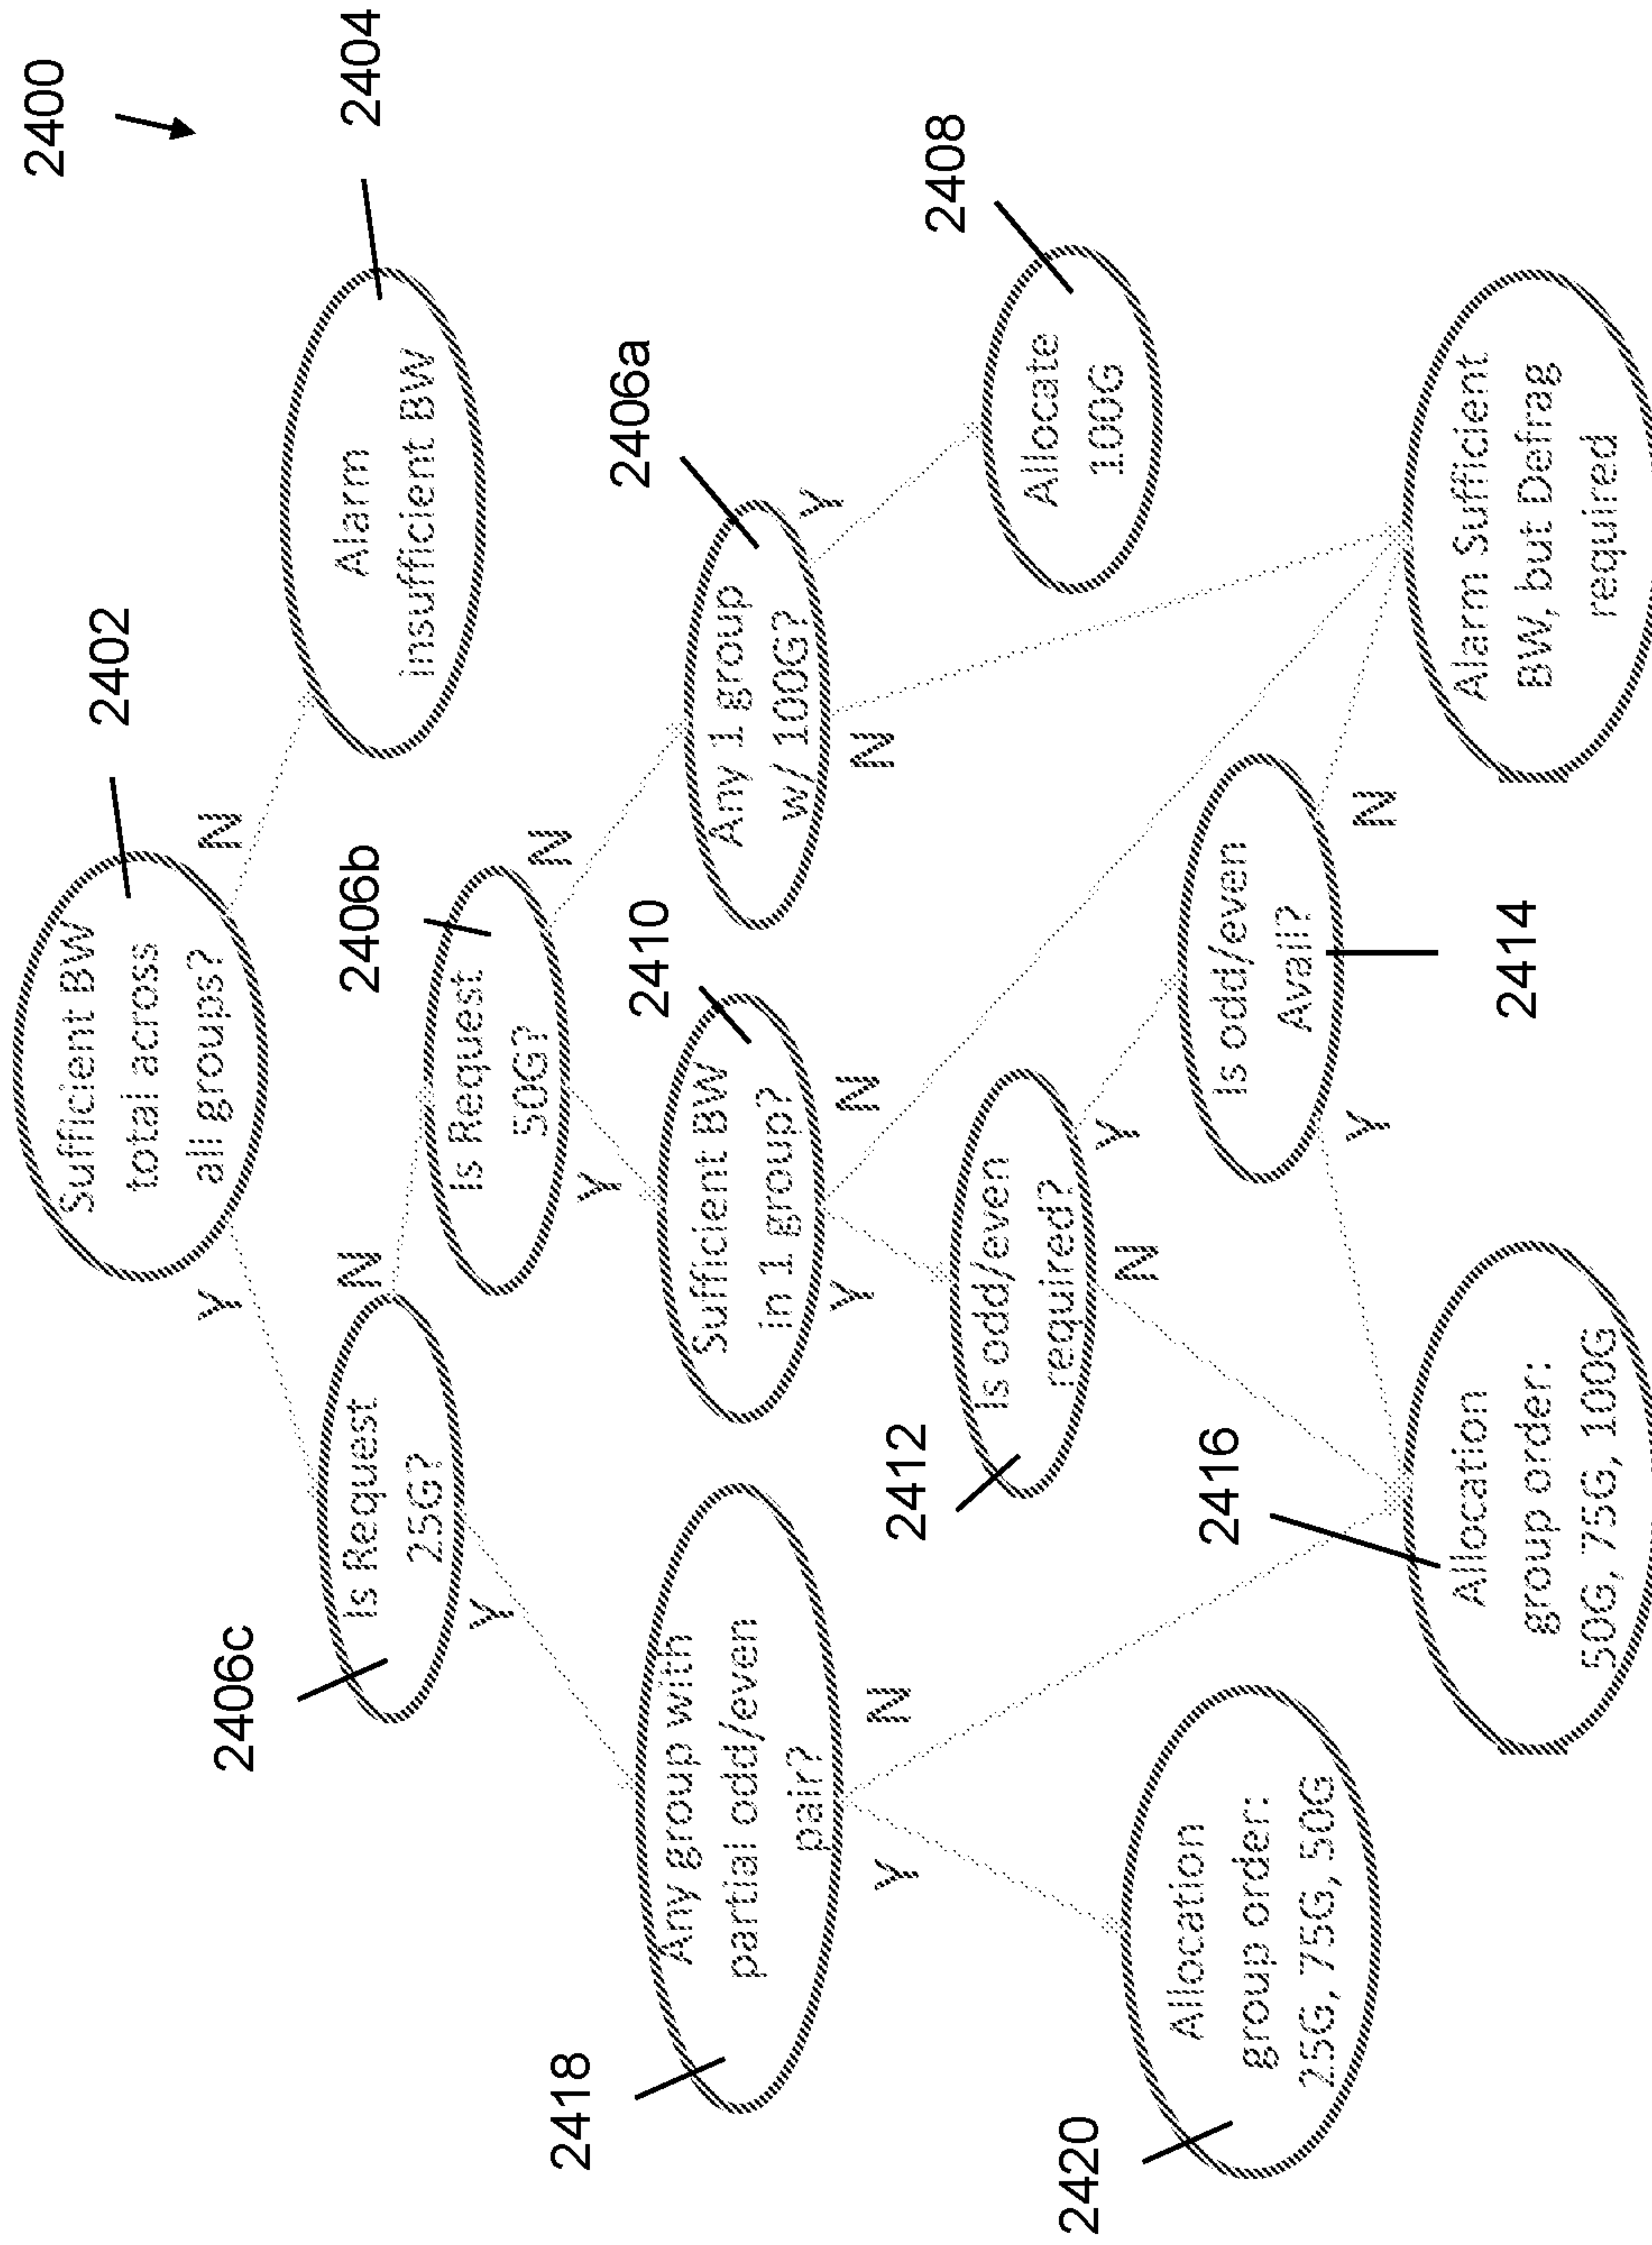 2400
2402
Sufficient BW
total across
all groups?
Y
N
2404
Alarm
insufficient BW
2406c
Is Request
25G?
N
Y
2406b
Is Request
50G?
N
Y
2418
Any group with
partial odd/even
pair?
Y
N
2410
Sufficient BW
in 1 group?
Y
N
2406a
Any 1 group
w/ 100G?
Y
N
2412
Is odd/even
required?
Y
N
2408
Allocate
100G
2420
Allocation
group order:
25G, 75G, 50G
Is odd/even
Avail?
Y
N
2414
2416
Allocation
group order:
50G, 75G, 100G
Alarm Sufficient
BW, but Defrag
required